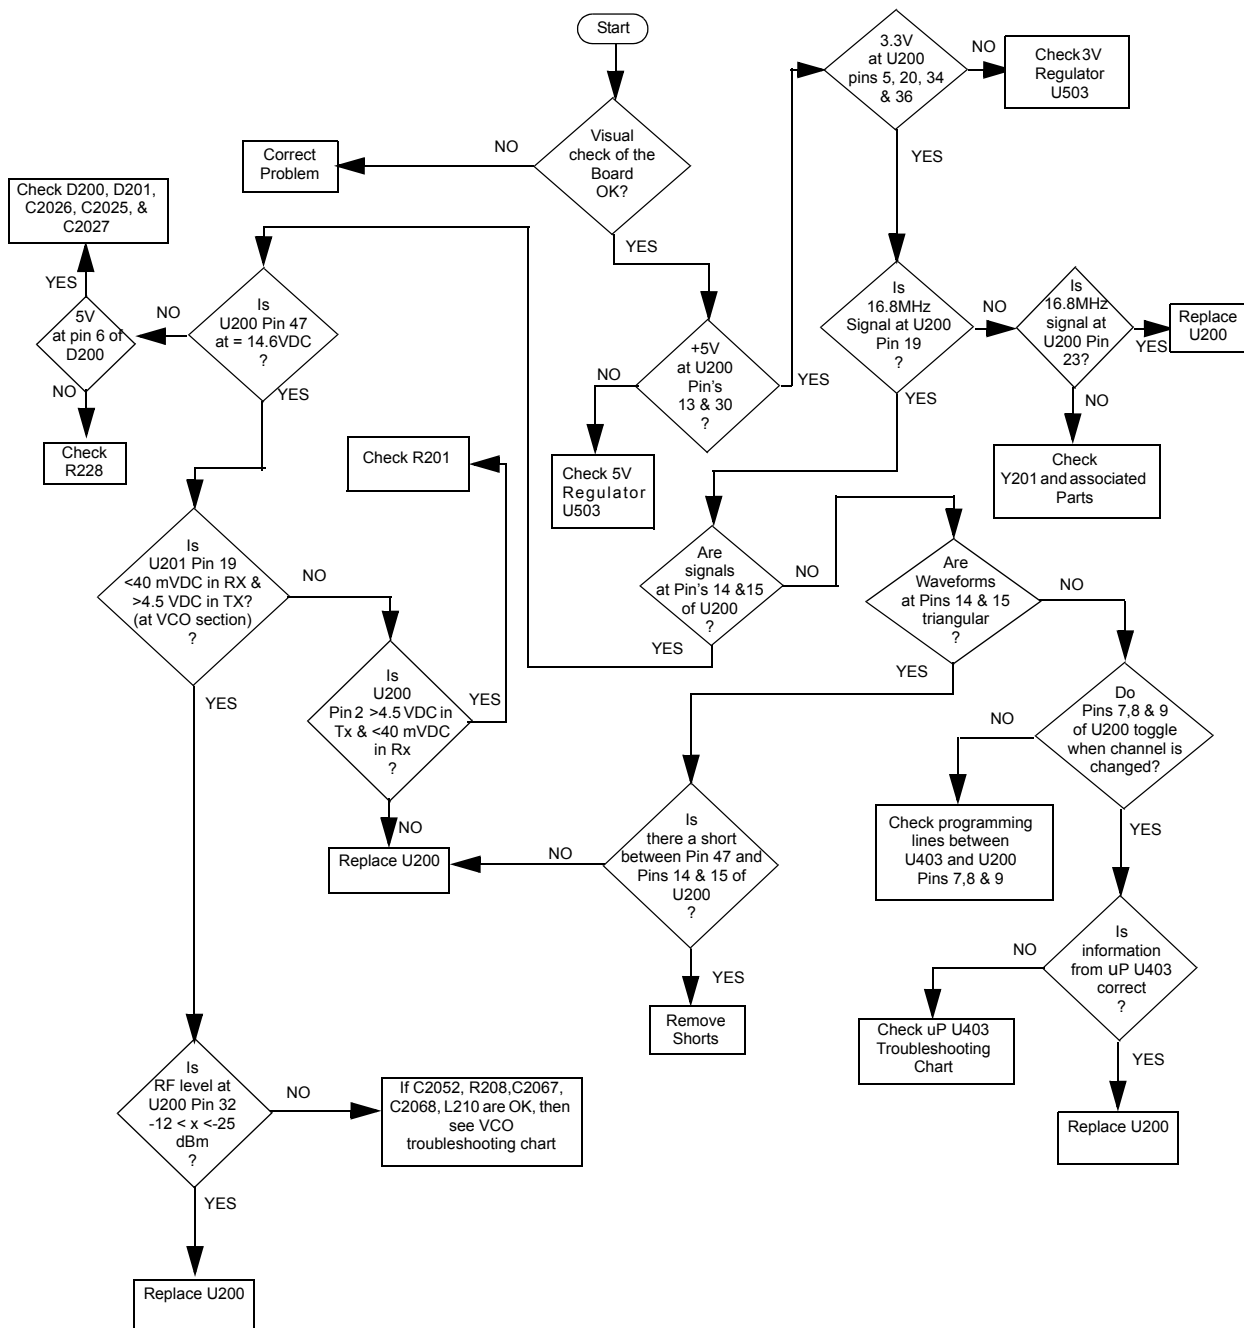 Start
3.3V
at U200
pins 5, 20, 34
& 36
NO
Check 3V
Regulator
U503
YES
Visual
check of the
Board
OK?
NO
Correct
Problem
YES
Check D200, D201,
C2026, C2025, &
C2027
YES
5V
at pin 6 of
D200
NO
NO
Check
R228
Is
U200 Pin 47
at = 14.6VDC
?
YES
+5V
at U200
Pin's
13 & 30
?
NO
YES
Check 5V
Regulator
U503
Is
16.8MHz
Signal at U200
Pin 19
?
NO
YES
Is
16.8MHz
signal at
U200 Pin
23?
YES
Replace
U200
NO
Check
Y201 and associated
Parts
Check R201
Is
U201 Pin 19
<40 mVDC in RX &
>4.5 VDC in TX?
(at VCO section)
?
NO
YES
Is
U200
Pin 2 >4.5 VDC in
Tx & <40 mVDC
in Rx
?
YES
NO
Replace U200
Are
signals
at Pin's 14 &15
of U200
?
NO
YES
Are
Waveforms
at Pins 14 & 15
triangular
?
NO
YES
Do
Pins 7,8 & 9
of U200 toggle
when channel is
changed?
NO
YES
Check programming
lines between
U403 and U200
Pins 7,8 & 9
Is
there a short
between Pin 47 and
Pins 14 & 15 of
U200
?
NO
YES
Remove
Shorts
Is
information
from uP U403
correct
?
NO
YES
Check uP U403
Troubleshooting
Chart
Replace U200
Is
RF level at
U200 Pin 32
-12 < x <-25
dBm
?
NO
If C2052, R208,C2067,
C2068, L210 are OK, then
see VCO
troubleshooting chart
YES
Replace U200